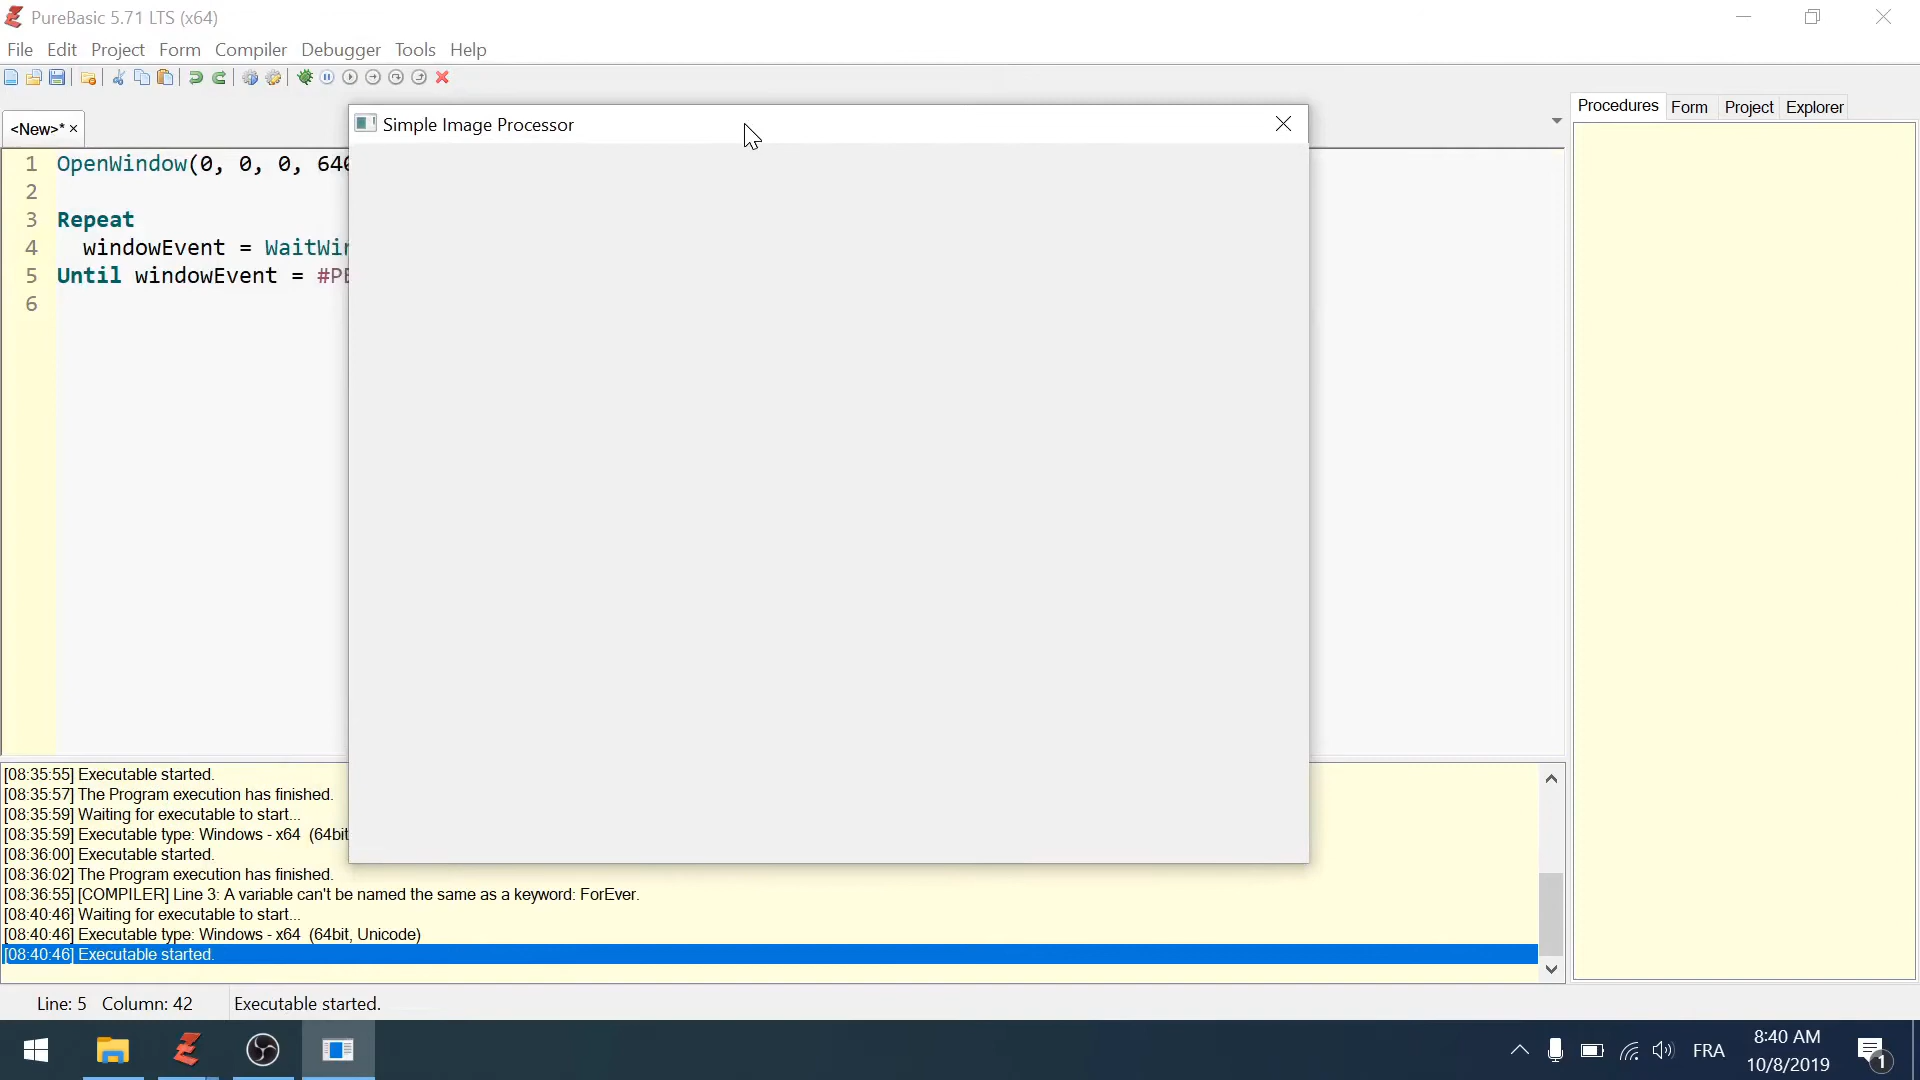 PureBasic 5.71 LTS (x64)
File Edit Project Form Compiler Debugger Tools Help
<New>*
Procedures Form Project Explorer
Simple Image Processor
1 OpenWindow(0, 0, 0, 640
2
3 Repeat
4 windowEvent = WaitWin
5 Until windowEvent = #PB
6
[08:35:55] Executable started.
[08:35:57] The Program execution has finished.
[08:35:59] Waiting for executable to start...
[08:35:59] Executable type: Windows - x64 (64bit
[08:36:00] Executable started.
[08:36:02] The Program execution has finished.
[08:36:55] [COMPILER] Line 3: A variable can't be named the same as a keyword: ForEver.
[08:40:46] Waiting for executable to start...
[08:40:46] Executable type: Windows - x64 (64bit, Unicode)
[08:40:46] Executable started.
Line: 5 Column: 42 Executable started.
FRA
8:40 AM
10/8/2019
1